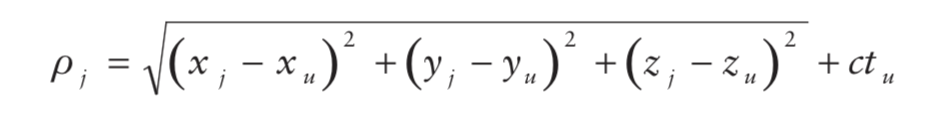 ρ_j = √((x_j − x_u)² + (y_j − y_u)² + (z_j − z_u)²) + ct_u